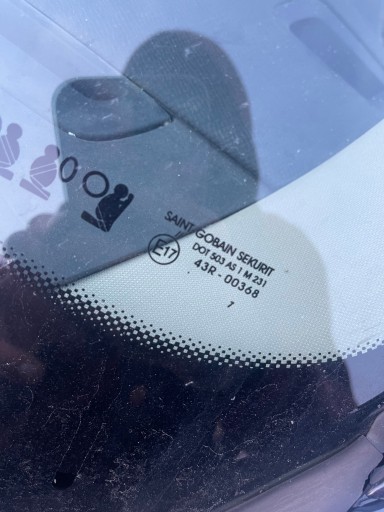 SAINT-GOBAIN SEKURIT
DOT 503 AS 1 M 231
E17
43R - 00368
7